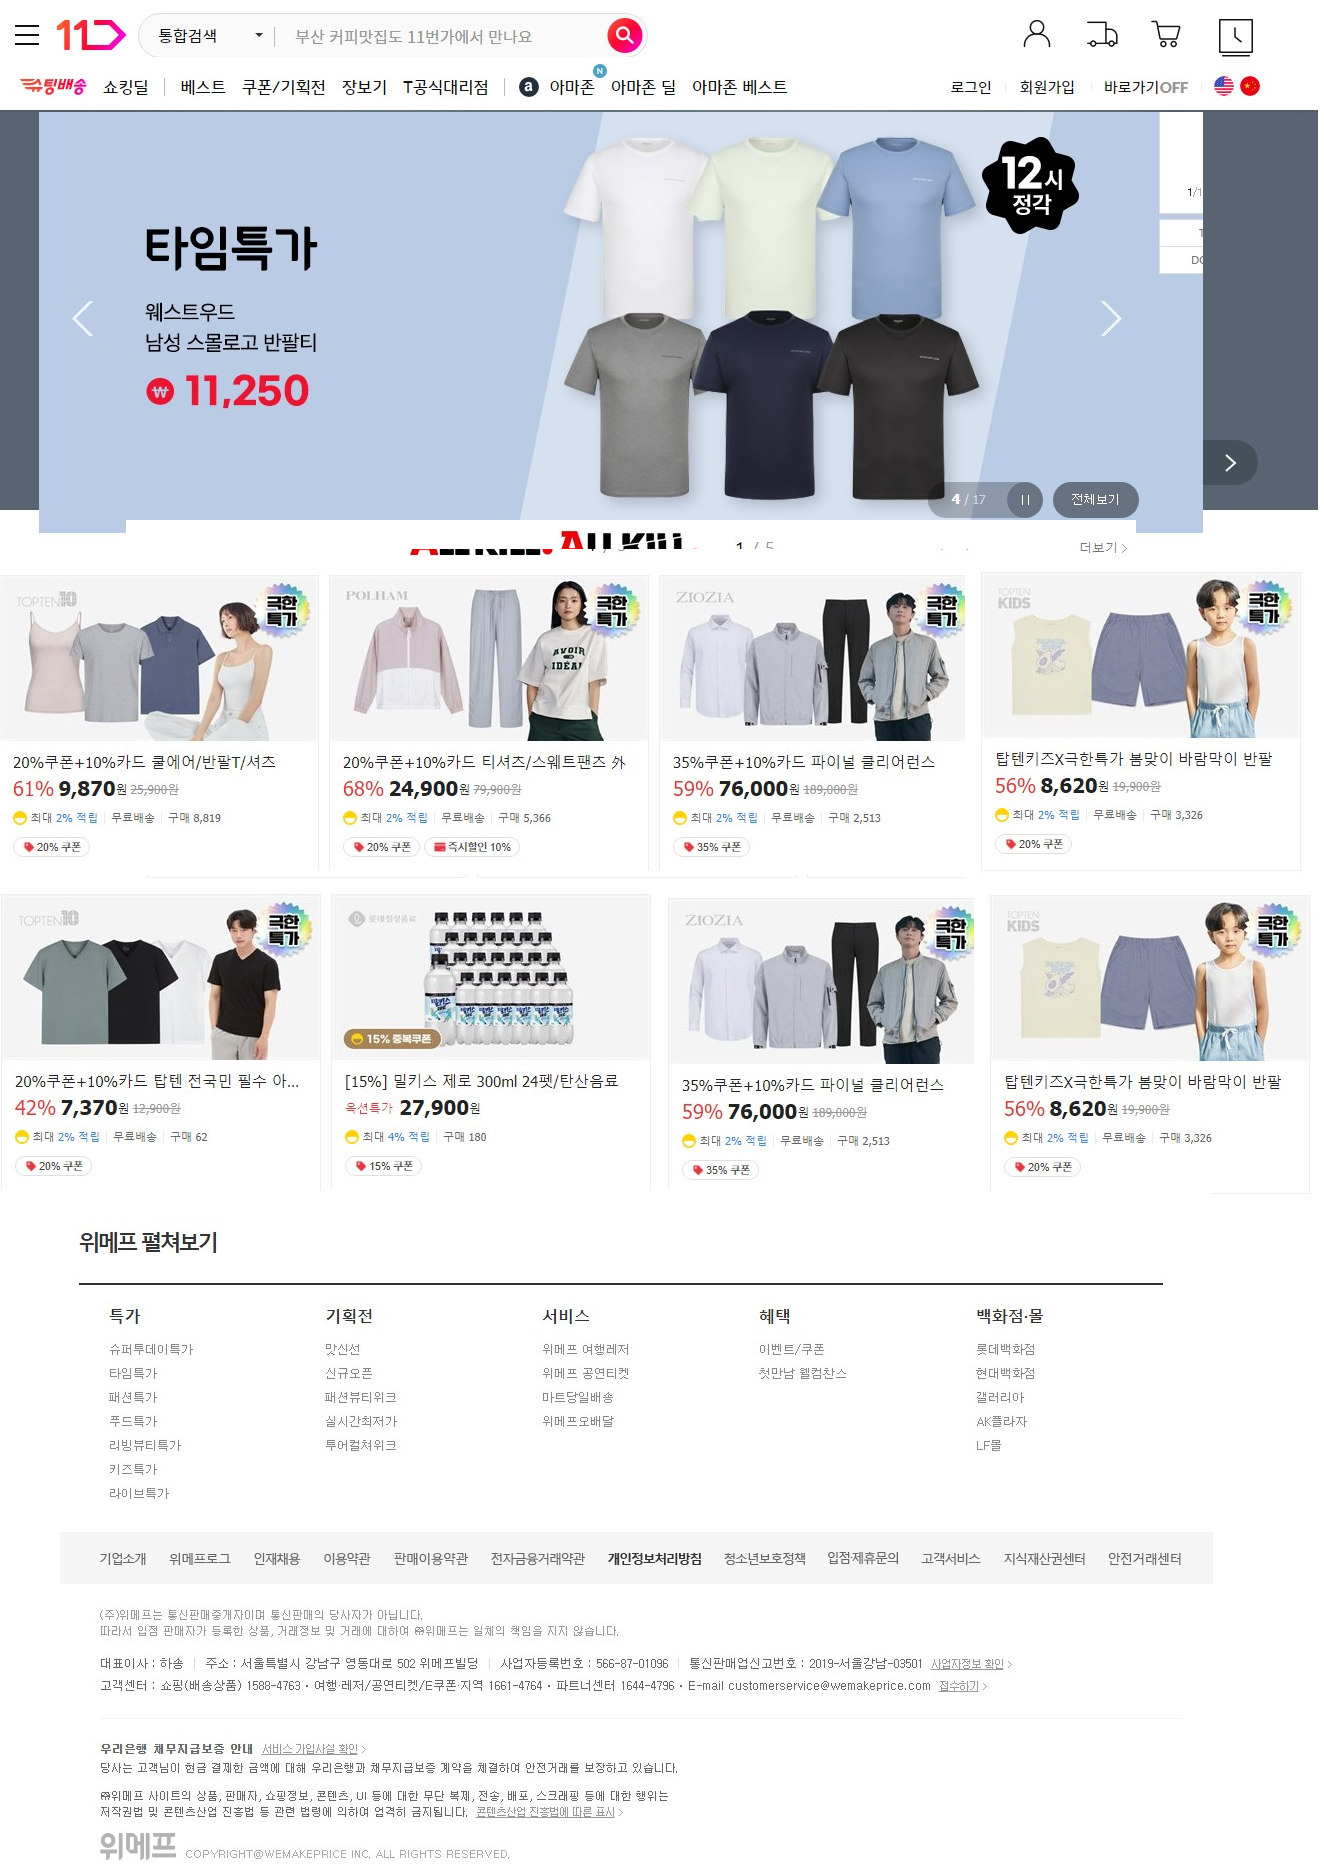 11
통합검색
부산 커피맛집도 11번가에서 만나요
슈팅배송 쇼킹딜 베스트 쿠폰/기획전 장보기 T공식대리점 a 아마존 N 아마존 딜 아마존 베스트
로그인 회원가입 바로가기OFF
12시
정각
타임특가
웨스트우드
남성 스몰로고 반팔티
₩ 11,250
4 / 17 전체보기
1 / 5
더보기
TOPTEN10
극한
특가
20%쿠폰+10%카드 쿨에어/반팔T/셔츠
61% 9,870원 25,900원
최대 2% 적립 무료배송 구매 8,819
20% 쿠폰
POLHAM
AVOIR
IDÉAL
극한
특가
20%쿠폰+10%카드 티셔츠/스웨트팬츠 外
68% 24,900원 79,900원
최대 2% 적립 무료배송 구매 5,366
20% 쿠폰 즉시할인 10%
ZIOZIA
극한
특가
35%쿠폰+10%카드 파이널 클리어런스
59% 76,000원 189,000원
최대 2% 적립 무료배송 구매 2,513
35% 쿠폰
TOPTEN
KIDS
극한
특가
탑텐키즈X극한특가 봄맞이 바람막이 반팔
56% 8,620원 19,900원
최대 2% 적립 무료배송 구매 3,326
20% 쿠폰
TOPTEN10
극한
특가
20%쿠폰+10%카드 탑텐 전국민 필수 아...
42% 7,370원 12,900원
최대 2% 적립 무료배송 구매 62
20% 쿠폰
롯데칠성음료
15% 중복쿠폰
[15%] 밀키스 제로 300ml 24펫/탄산음료
옥션특가 27,900원
최대 4% 적립 구매 180
15% 쿠폰
ZIOZIA
극한
특가
35%쿠폰+10%카드 파이널 클리어런스
59% 76,000원 189,000원
최대 2% 적립 무료배송 구매 2,513
35% 쿠폰
TOPTEN
KIDS
극한
특가
탑텐키즈X극한특가 봄맞이 바람막이 반팔
56% 8,620원 19,900원
최대 2% 적립 무료배송 구매 3,326
20% 쿠폰
위메프 펼쳐보기
특가
슈퍼투데이특가
타임특가
패션특가
푸드특가
리빙뷰티특가
키즈특가
라이브특가
기획전
맛신선
신규오픈
패션뷰티위크
실시간최저가
투어컬쳐위크
서비스
위메프 여행레저
위메프 공연티켓
마트당일배송
위메프오배달
혜택
이벤트/쿠폰
첫만남 웰컴찬스
백화점·몰
롯데백화점
현대백화점
갤러리아
AK플라자
LF몰
기업소개 위메프로그 인재채용 이용약관 판매이용약관 전자금융거래약관 개인정보처리방침 청소년보호정책 입점·제휴문의 고객서비스 지식재산권센터 안전거래센터
(주)위메프는 통신판매중개자이며 통신판매의 당사자가 아닙니다.
따라서 입점 판매자가 등록한 상품, 거래정보 및 거래에 대하여 ㈜위메프는 일체의 책임을 지지 않습니다.
대표이사 : 하송 주소 : 서울특별시 강남구 영동대로 502 위메프빌딩 사업자등록번호 : 566-87-01096 통신판매업신고번호 : 2019-서울강남-03501 사업자정보 확인
고객센터 : 쇼핑(배송상품) 1588-4763 · 여행·레저/공연티켓/E쿠폰·지역 1661-4764 · 파트너센터 1644-4796 · E-mail customerservice@wemakeprice.com 접수하기
우리은행 채무지급보증 안내 서비스 가입사실 확인
당사는 고객님이 현금 결제한 금액에 대해 우리은행과 채무지급보증 계약을 체결하여 안전거래를 보장하고 있습니다.
㈜위메프 사이트의 상품, 판매자, 쇼핑정보, 콘텐츠, UI 등에 대한 무단 복제, 전송, 배포, 스크래핑 등에 대한 행위는
저작권법 및 콘텐츠산업 진흥법 등 관련 법령에 의하여 엄격히 금지됩니다. 콘텐츠산업 진흥법에 따른 표시
위메프 COPYRIGHT@WEMAKEPRICE INC. ALL RIGHTS RESERVED.